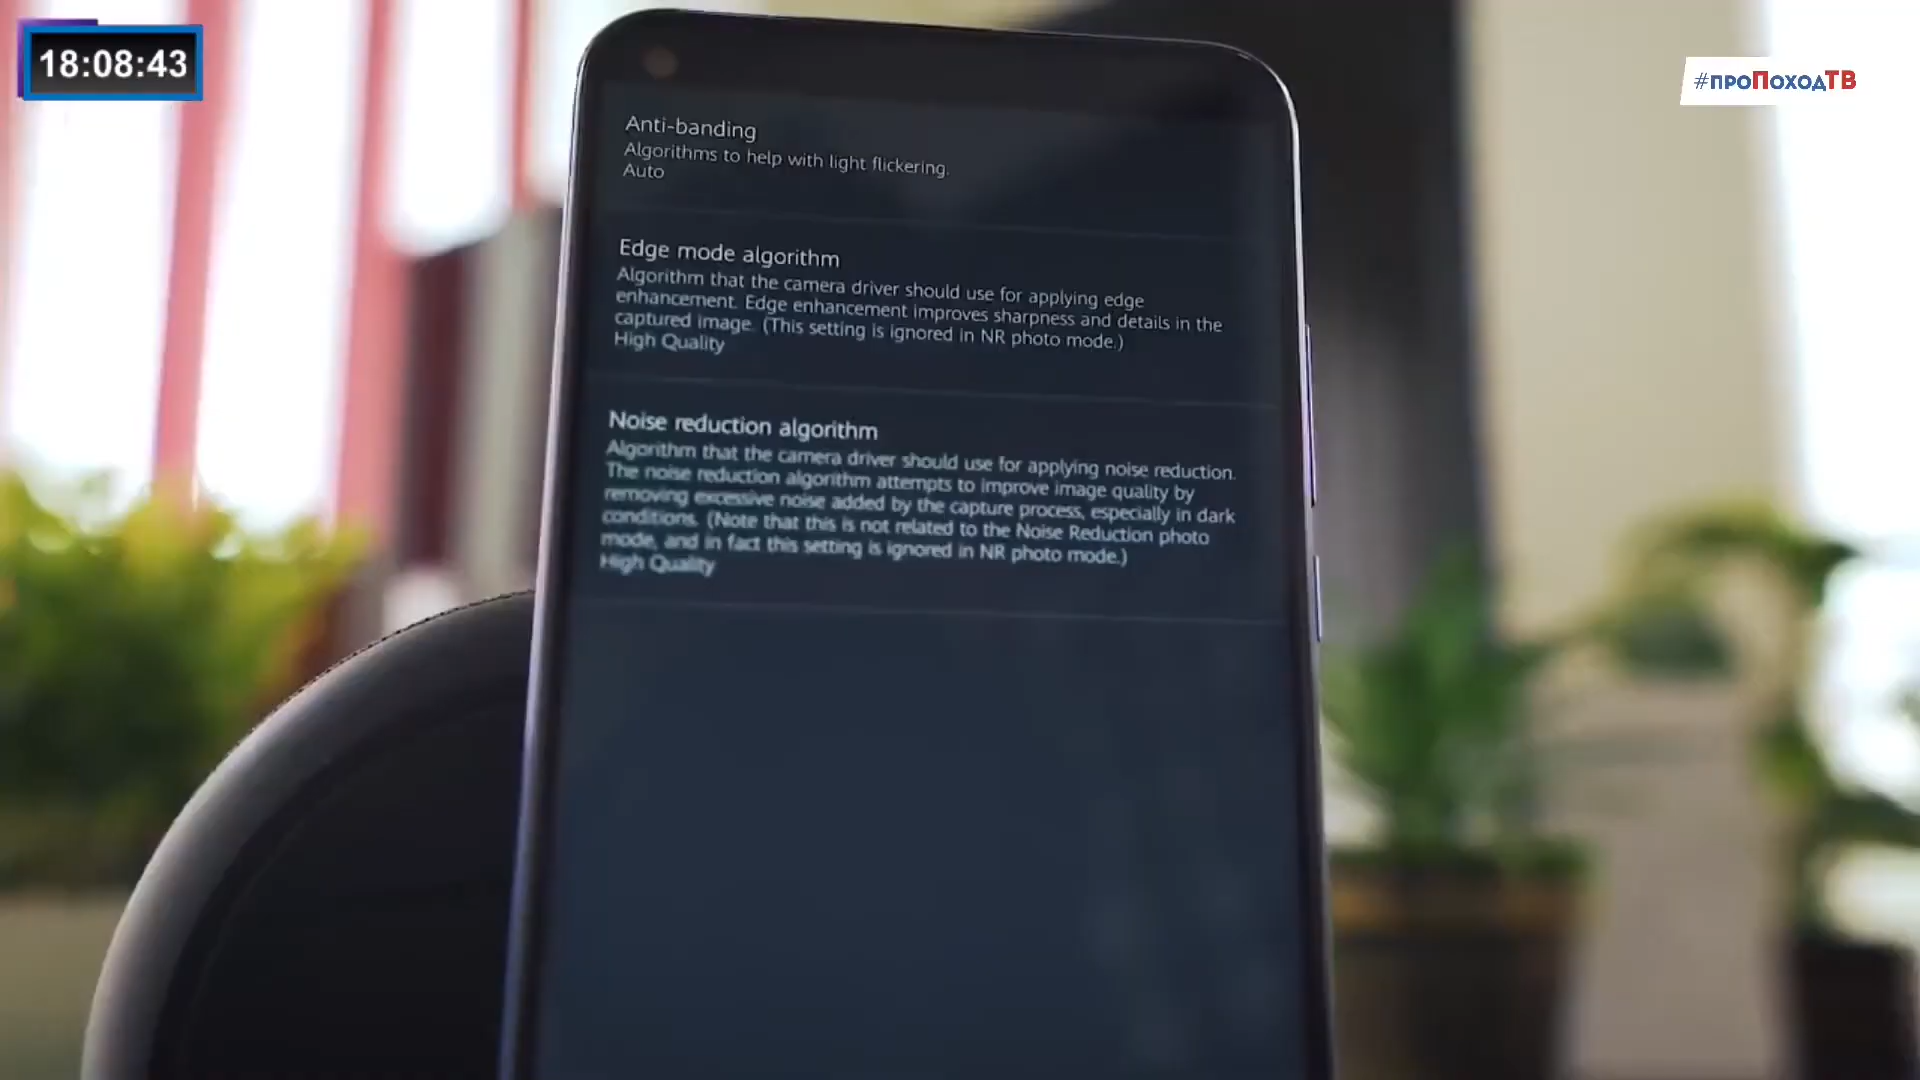 18:08:43
#проПоходТВ
Anti-banding
Algorithms to help with light flickering.
Auto
Edge mode algorithm
Algorithm that the camera driver should use for applying edge
enhancement. Edge enhancement improves sharpness and details in the
captured image. (This setting is ignored in NR photo mode.)
High Quality
Noise reduction algorithm
Algorithm that the camera driver should use for applying noise reduction.
The noise reduction algorithm attempts to improve image quality by
removing excessive noise added by the capture process, especially in dark
conditions. (Note that this is not related to the Noise Reduction photo
mode, and in fact this setting is ignored in NR photo mode.)
High Quality